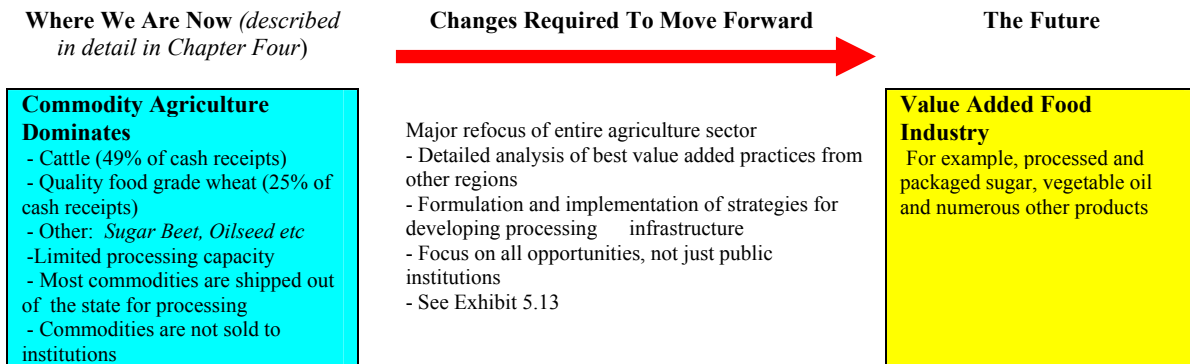 Where We Are Now (described
in detail in Chapter Four)
Changes Required To Move Forward
The Future
Commodity Agriculture
Dominates
- Cattle (49% of cash receipts)
- Quality food grade wheat (25% of
cash receipts)
- Other: Sugar Beet, Oilseed etc
-Limited processing capacity
- Most commodities are shipped out
of the state for processing
- Commodities are not sold to
institutions
Major refocus of entire agriculture sector
- Detailed analysis of best value added practices from
other regions
- Formulation and implementation of strategies for
developing processing infrastructure
- Focus on all opportunities, not just public
institutions
- See Exhibit 5.13
Value Added Food
Industry
For example, processed and
packaged sugar, vegetable oil
and numerous other products